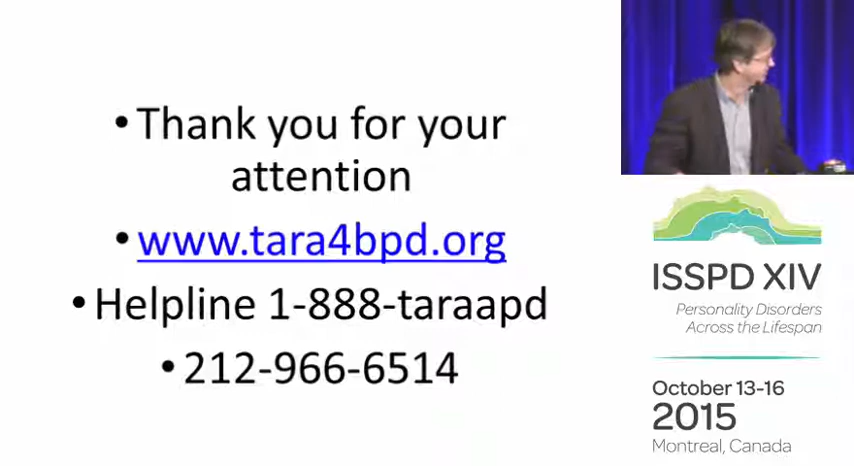 • Thank you for your
attention
• www.tara4bpd.org
• Helpline 1-888-taraapd
• 212-966-6514
ISSPD XIV
Personality Disorders
Across the Lifespan
October 13-16
2015
Montreal, Canada